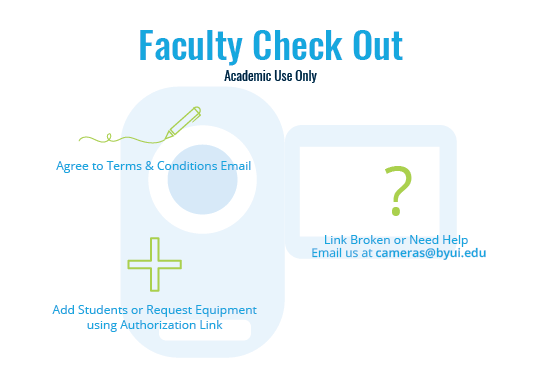 Faculty Check Out
Academic Use Only
Agree to Terms & Conditions Email
?
Link Broken or Need Help
Email us at cameras@byui.edu
Add Students or Request Equipment
using Authorization Link